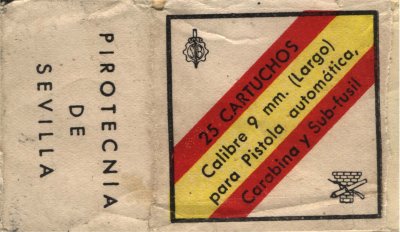 PIROTECNIA
DE
SEVILLA
25 CARTUCHOS
Calibre 9 mm. (Largo)
para Pistola automática,
Carabina y Sub-fusil